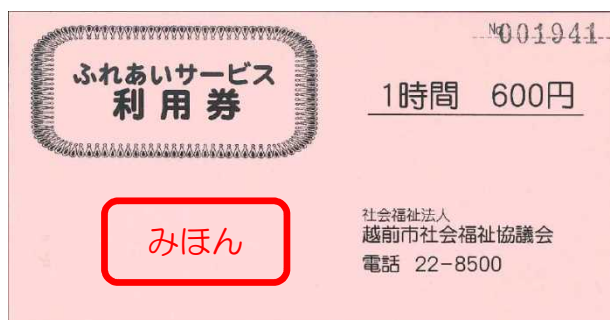 №001941
ふれあいサービス
利用券
1時間 600円
みほん
社会福祉法人
越前市社会福祉協議会
電話 22-8500